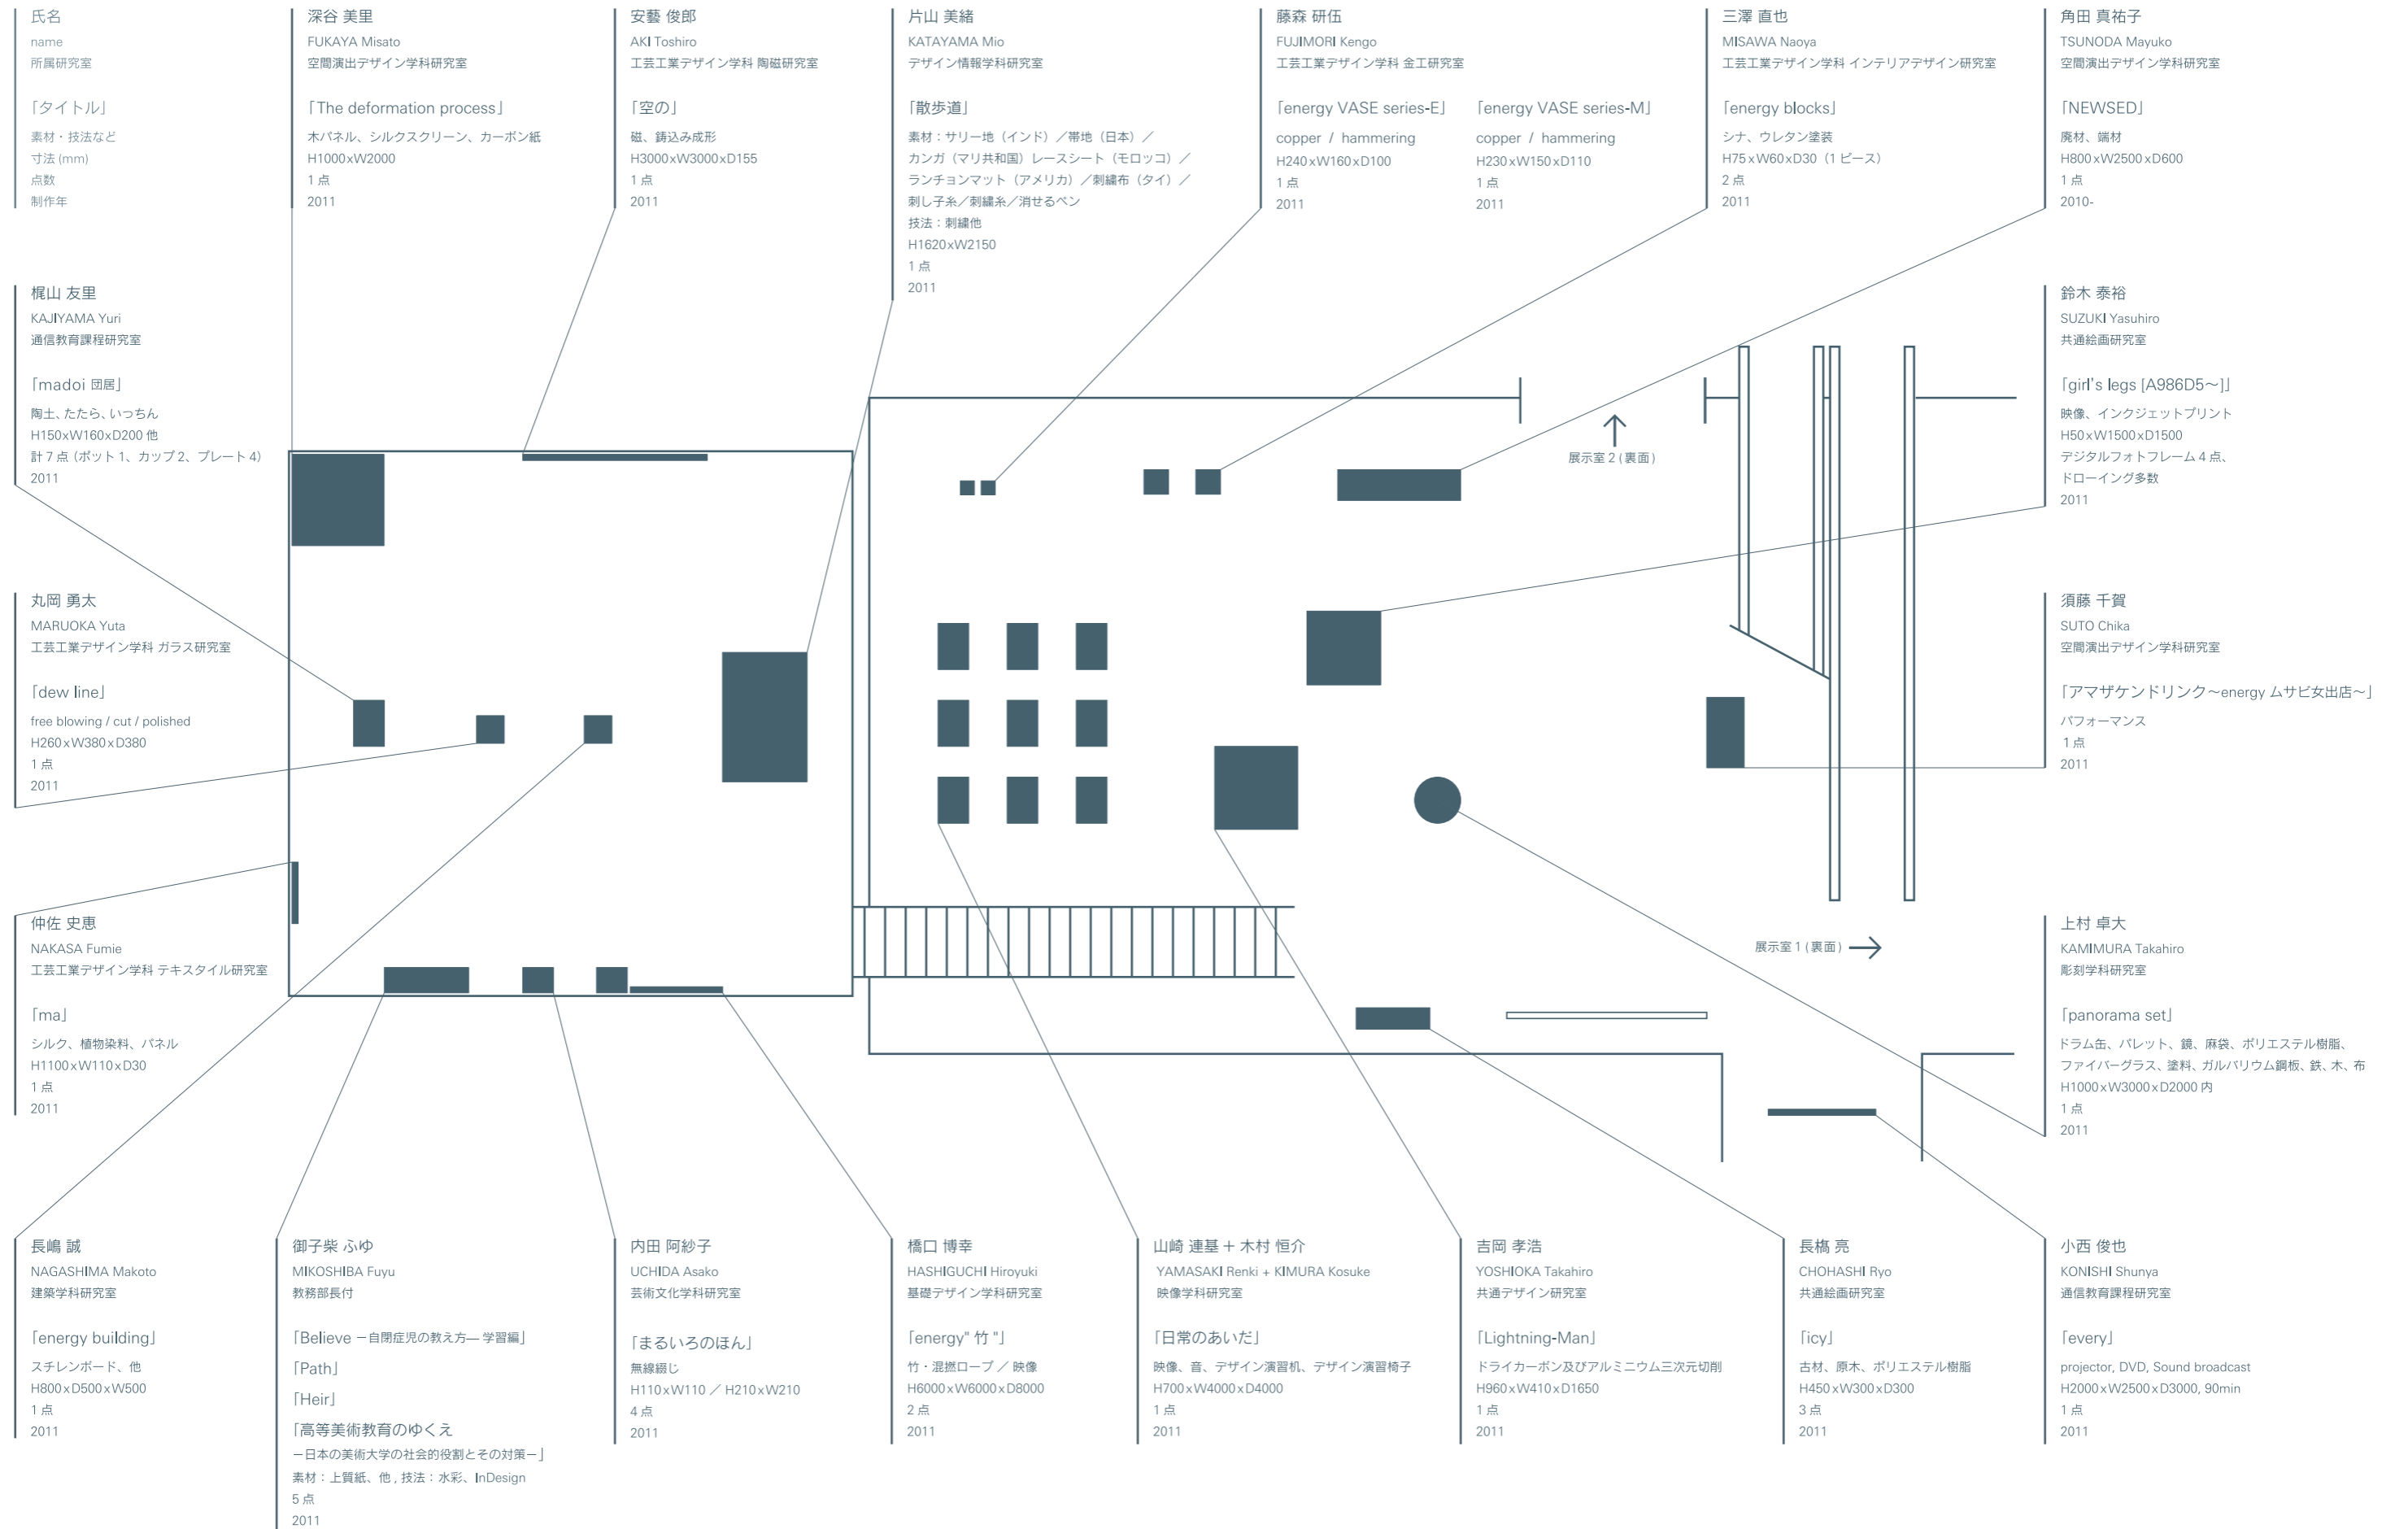 氏名
name
所属研究室
「タイトル」
素材・技法など
寸法 (mm)
点数
制作年
深谷 美里
FUKAYA Misato
空間演出デザイン学科研究室
「The deformation process」
木パネル、シルクスクリーン、カーボン紙
H1000xW2000
1 点
2011
安藝 俊郎
AKI Toshiro
工芸工業デザイン学科 陶磁研究室
「空の」
磁、鋳込み成形
H3000xW3000xD155
1 点
2011
片山 美緒
KATAYAMA Mio
デザイン情報学科研究室
「散歩道」
素材：サリー地（インド）／帯地（日本）／
カンガ（マリ共和国）レースシート（モロッコ）／
ランチョンマット（アメリカ）／刺繍布（タイ）／
刺し子糸／刺繍糸／消せるペン
技法：刺繍他
H1620xW2150
1 点
2011
藤森 研伍
FUJIMORI Kengo
工芸工業デザイン学科 金工研究室
「energy VASE series-E」
copper / hammering
H240xW160xD100
1 点
2011
「energy VASE series-M」
copper / hammering
H230xW150xD110
1 点
2011
三澤 直也
MISAWA Naoya
工芸工業デザイン学科 インテリアデザイン研究室
「energy blocks」
シナ、ウレタン塗装
H75xW60xD30（1 ピース）
2 点
2011
角田 真祐子
TSUNODA Mayuko
空間演出デザイン学科研究室
「NEWSED」
廃材、端材
H800xW2500xD600
1 点
2010-
梶山 友里
KAJIYAMA Yuri
通信教育課程研究室
「madoi 団居」
陶土、たたら、いっちん
H150xW160xD200 他
計 7 点（ポット 1、カップ 2、プレート 4）
2011
鈴木 泰裕
SUZUKI Yasuhiro
共通絵画研究室
「girl's legs [A986D5〜]」
映像、インクジェットプリント
H50xW1500xD1500
デジタルフォトフレーム 4 点、
ドローイング多数
2011
展示室 2 (裏面)
丸岡 勇太
MARUOKA Yuta
工芸工業デザイン学科 ガラス研究室
「dew line」
free blowing / cut / polished
H260xW380xD380
1 点
2011
須藤 千賀
SUTO Chika
空間演出デザイン学科研究室
「アマザケンドリンク〜energy ムサビ女出店〜」
パフォーマンス
1 点
2011
仲佐 史恵
NAKASA Fumie
工芸工業デザイン学科 テキスタイル研究室
「ma」
シルク、植物染料、パネル
H1100xW110xD30
1 点
2011
展示室 1 (裏面)
上村 卓大
KAMIMURA Takahiro
彫刻学科研究室
「panorama set」
ドラム缶、パレット、鏡、麻袋、ポリエステル樹脂、
ファイバーグラス、塗料、ガルバリウム鋼板、鉄、木、布
H1000xW3000xD2000 内
1 点
2011
長嶋 誠
NAGASHIMA Makoto
建築学科研究室
「energy building」
スチレンボード、他
H800xD500xW500
1 点
2011
御子柴 ふゆ
MIKOSHIBA Fuyu
教務部長付
「Believe −自閉症児の教え方— 学習編」
「Path」
「Heir」
「高等美術教育のゆくえ
−日本の美術大学の社会的役割とその対策−」
素材：上質紙、他 , 技法：水彩、InDesign
5 点
2011
内田 阿紗子
UCHIDA Asako
芸術文化学科研究室
「まるいろのほん」
無線綴じ
H110xW110 ／ H210xW210
4 点
2011
橋口 博幸
HASHIGUCHI Hiroyuki
基礎デザイン学科研究室
「energy" 竹 "」
竹・混撚ロープ ／ 映像
H6000xW6000xD8000
2 点
2011
山崎 連基 + 木村 恒介
YAMASAKI Renki + KIMURA Kosuke
映像学科研究室
「日常のあいだ」
映像、音、デザイン演習机、デザイン演習椅子
H700xW4000xD4000
1 点
2011
吉岡 孝浩
YOSHIOKA Takahiro
共通デザイン研究室
「Lightning-Man」
ドライカーボン及びアルミニウム三次元切削
H960xW410xD1650
1 点
2011
長橋 亮
CHOHASHI Ryo
共通絵画研究室
「icy」
古材、原木、ポリエステル樹脂
H450xW300xD300
3 点
2011
小西 俊也
KONISHI Shunya
通信教育課程研究室
「every」
projector, DVD, Sound broadcast
H2000xW2500xD3000, 90min
1 点
2011